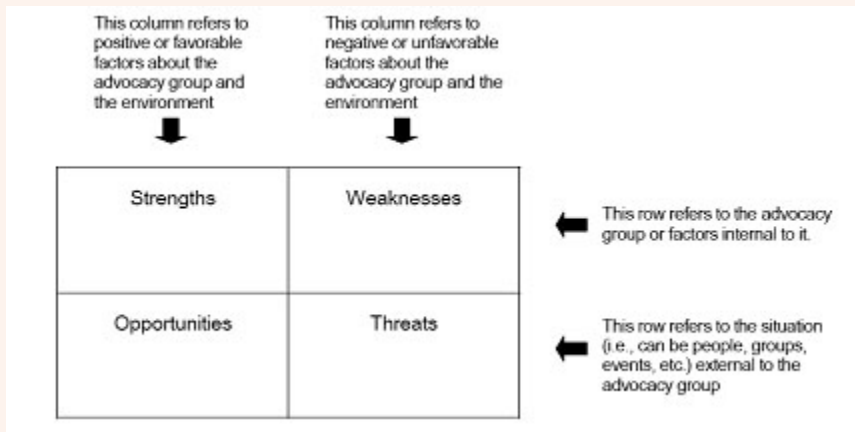 This column refers to
positive or favorable
factors about the
advocacy group and
the environment
This column refers to
negative or unfavorable
factors about the
advocacy group and the
environment
Strengths
Weaknesses
This row refers to the advocacy
group or factors internal to it.
Opportunities
Threats
This row refers to the situation
(i.e., can be people, groups,
events, etc.) external to the
advocacy group